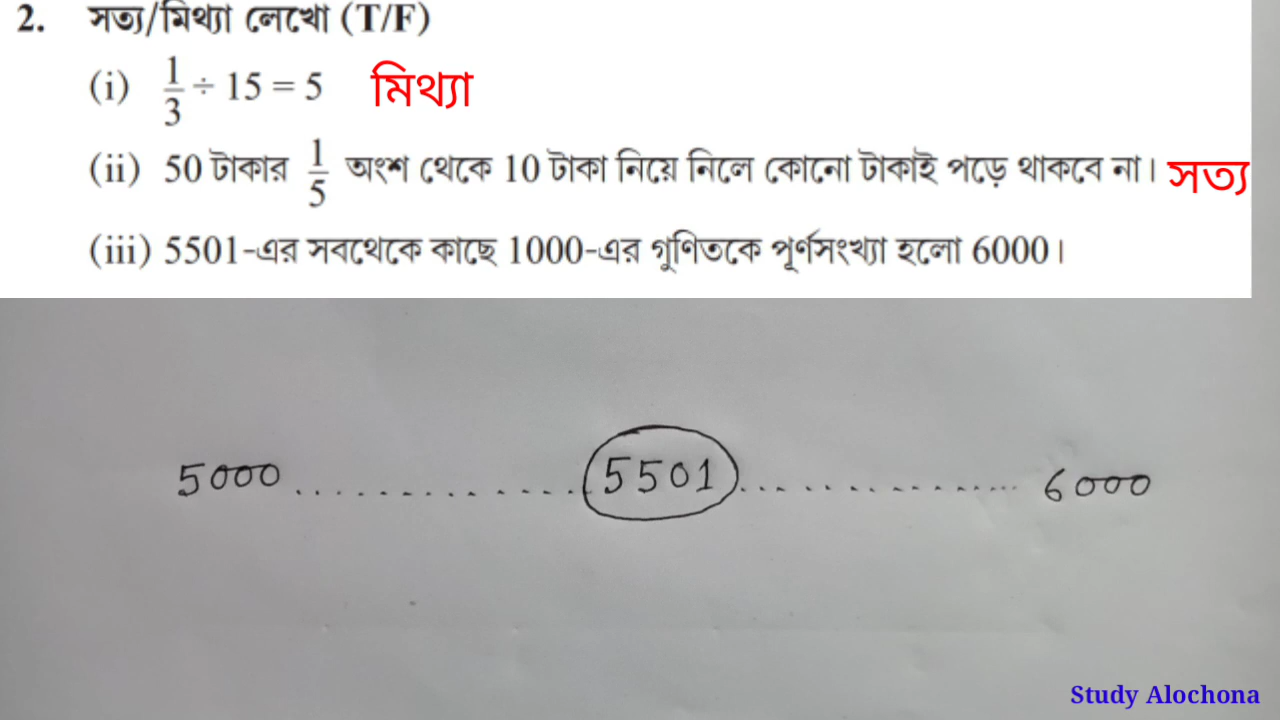 2. সত্য/মিথ্যা লেখো (T/F)
(i) 1/3 ÷ 15 = 5 মিথ্যা
(ii) 50 টাকার 1/5 অংশ থেকে 10 টাকা নিয়ে নিলে কোনো টাকাই পড়ে থাকবে না। সত্য
(iii) 5501-এর সবথেকে কাছে 1000-এর গুণিতকে পূর্ণসংখ্যা হলো 6000।
5000 .............. 5501 .............. 6000
Study Alochona